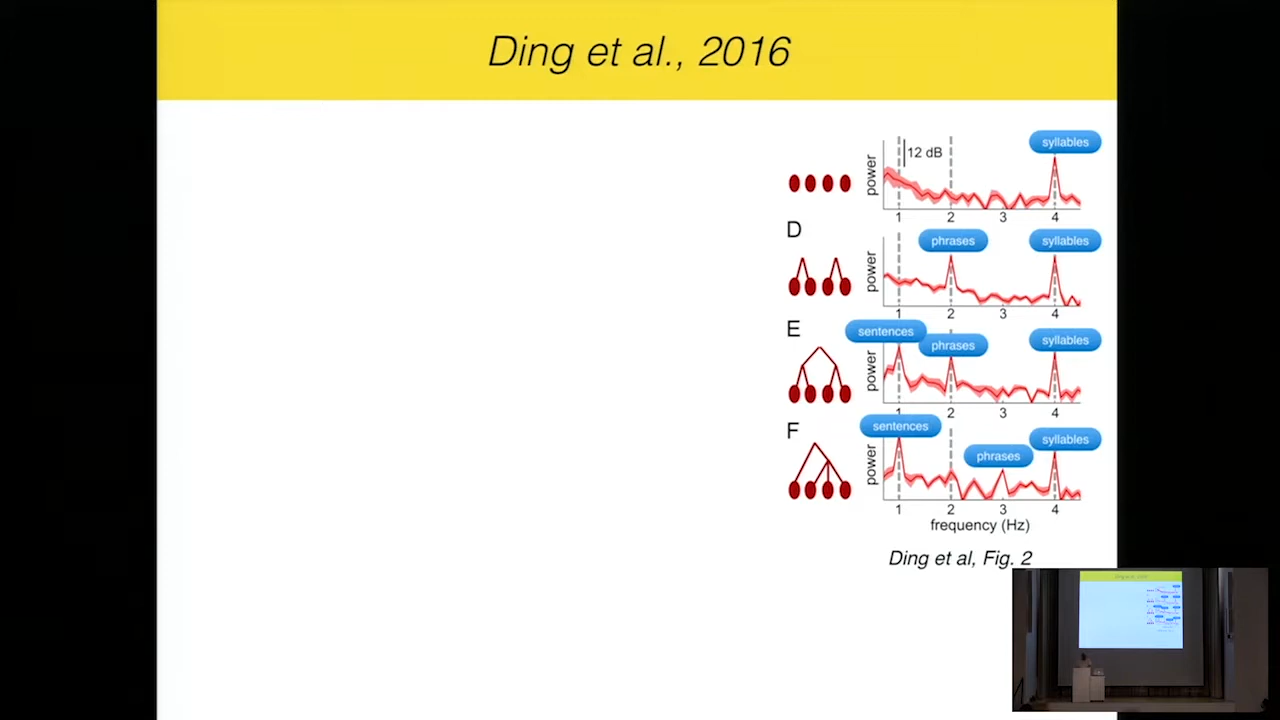 Ding et al., 2016
syllables
12 dB
power
1 2 3 4
D
phrases syllables
power
1 2 3 4
E
sentences phrases syllables
power
1 2 3 4
F
sentences phrases syllables
power
1 2 3 4
frequency (Hz)
Ding et al, Fig. 2